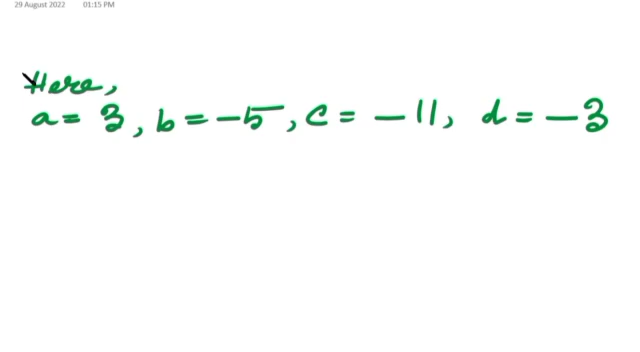 29 August 2022 01:15 PM
Here,
a = 3, b = -5, c = -11, d = -3